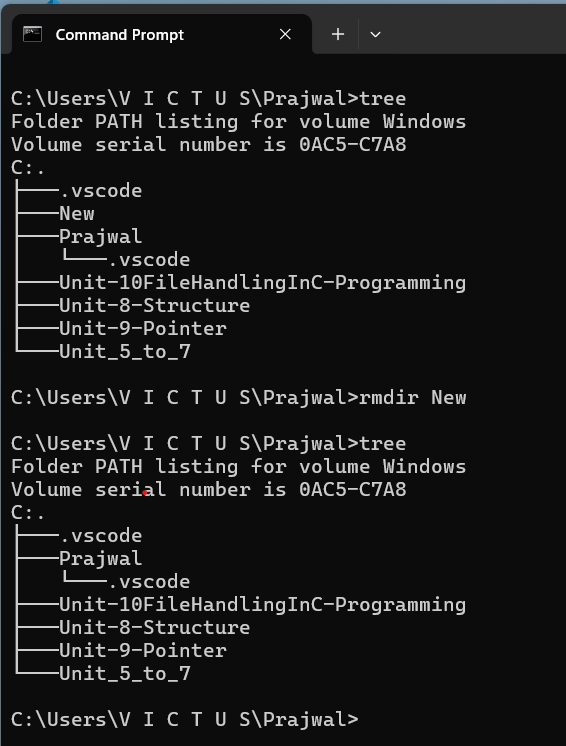 Command Prompt
C:\Users\V I C T U S\Prajwal>tree
Folder PATH listing for volume Windows
Volume serial number is 0AC5-C7A8
C:.
├───.vscode
├───New
├───Prajwal
│   └───.vscode
├───Unit-10FileHandlingInC-Programming
├───Unit-8-Structure
├───Unit-9-Pointer
└───Unit_5_to_7
C:\Users\V I C T U S\Prajwal>rmdir New
C:\Users\V I C T U S\Prajwal>tree
Folder PATH listing for volume Windows
Volume serial number is 0AC5-C7A8
C:.
├───.vscode
├───Prajwal
│   └───.vscode
├───Unit-10FileHandlingInC-Programming
├───Unit-8-Structure
├───Unit-9-Pointer
└───Unit_5_to_7
C:\Users\V I C T U S\Prajwal>